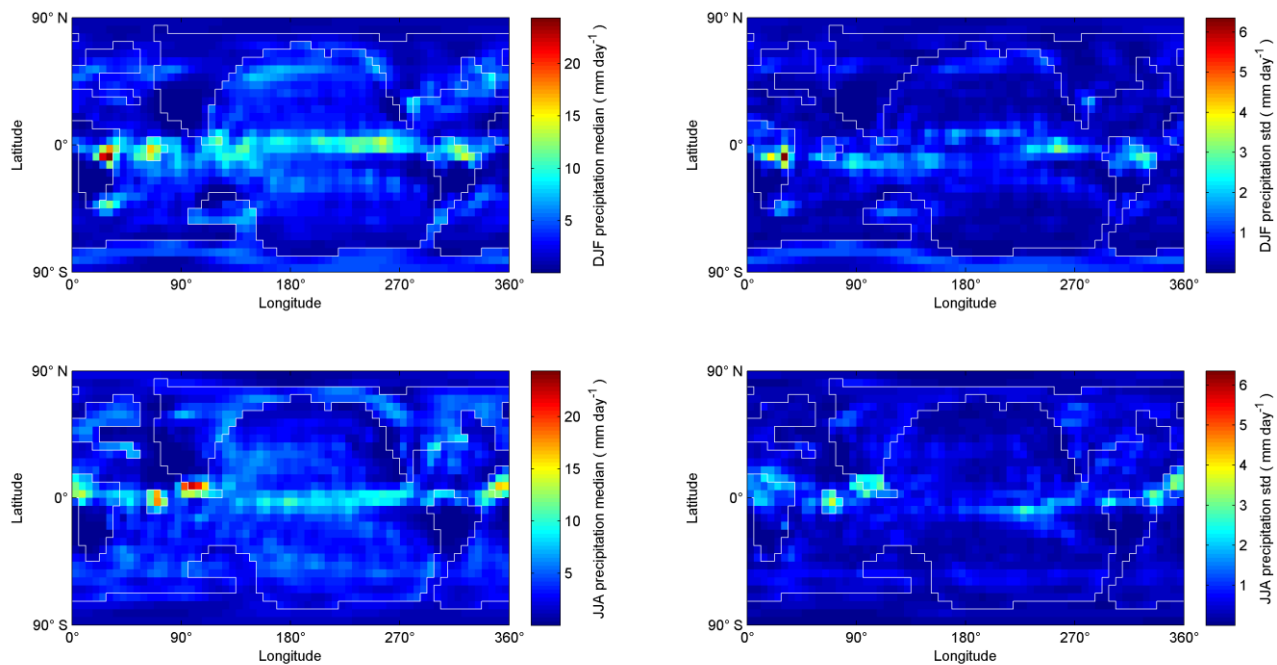 90° N
0°
90° S
Latitude
0°
90°
180°
270°
360°
Longitude
20
15
10
5
DJF precipitation median ( mm day-1 )
90° N
0°
90° S
Latitude
0°
90°
180°
270°
360°
Longitude
6
5
4
3
2
1
DJF precipitation std ( mm day-1 )
90° N
0°
90° S
Latitude
0°
90°
180°
270°
360°
Longitude
20
15
10
5
JJA precipitation median ( mm day-1 )
90° N
0°
90° S
Latitude
0°
90°
180°
270°
360°
Longitude
6
5
4
3
2
1
JJA precipitation std ( mm day-1 )